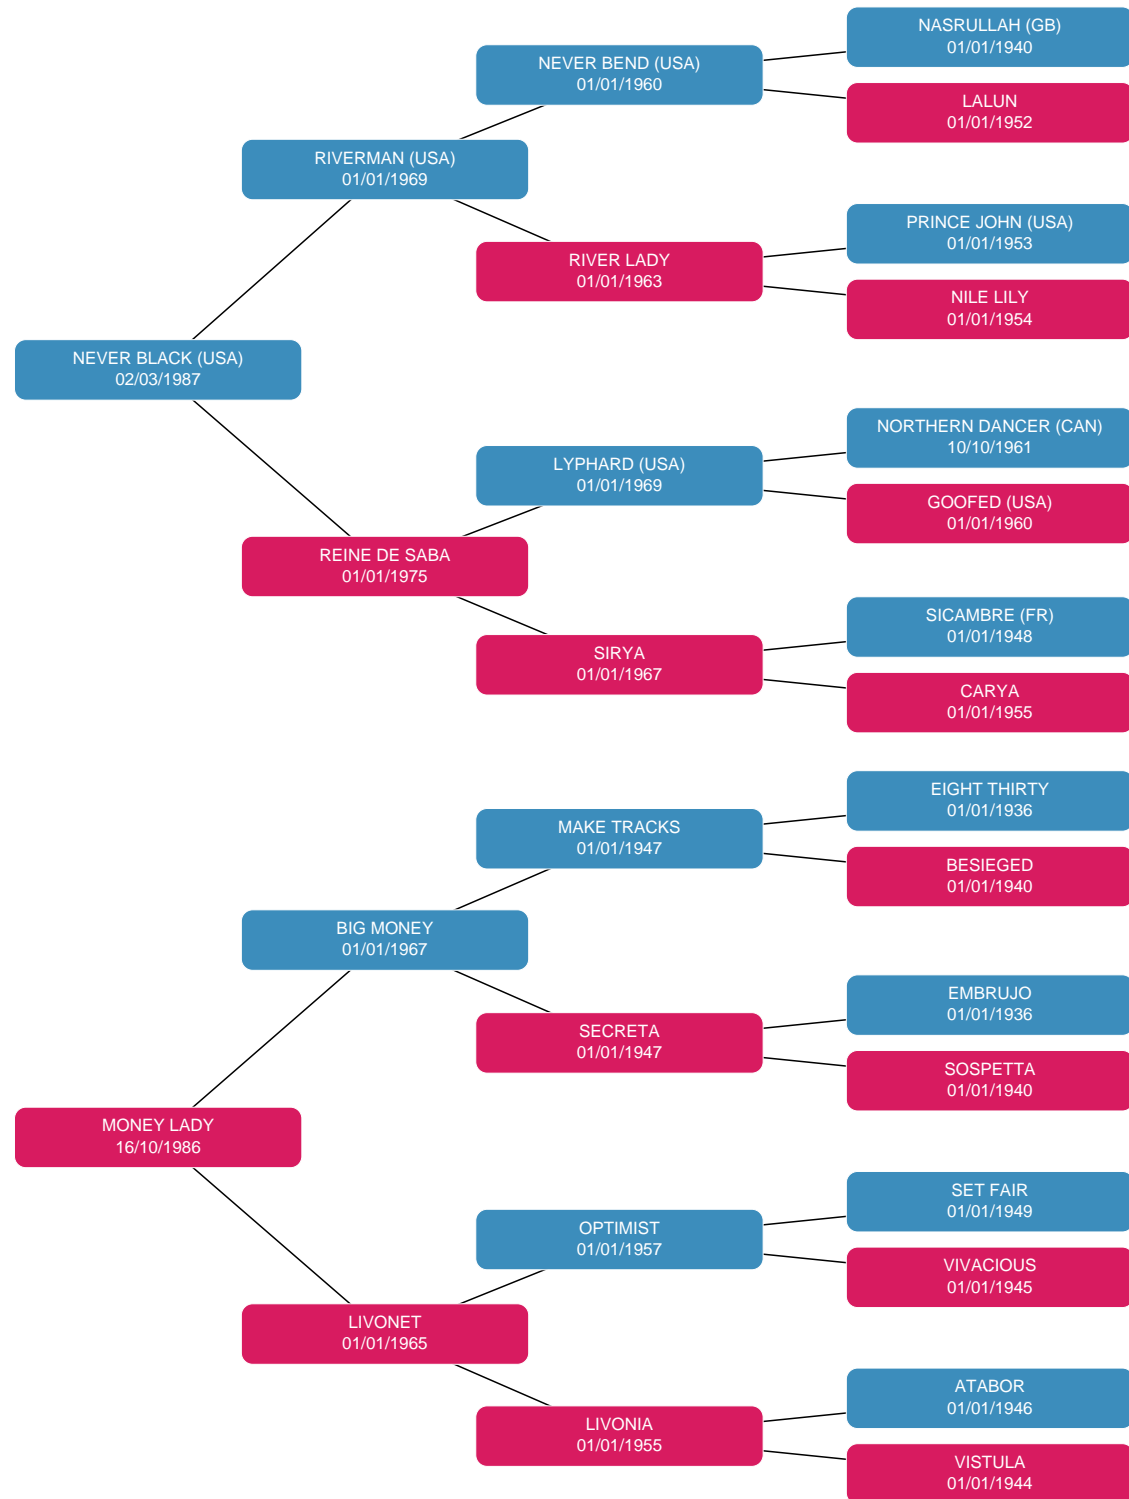 NASRULLAH (GB)
01/01/1940
NEVER BEND (USA)
01/01/1960
LALUN
01/01/1952
RIVERMAN (USA)
01/01/1969
PRINCE JOHN (USA)
01/01/1953
RIVER LADY
01/01/1963
NILE LILY
01/01/1954
NEVER BLACK (USA)
02/03/1987
NORTHERN DANCER (CAN)
10/10/1961
LYPHARD (USA)
01/01/1969
GOOFED (USA)
01/01/1960
REINE DE SABA
01/01/1975
SICAMBRE (FR)
01/01/1948
SIRYA
01/01/1967
CARYA
01/01/1955
EIGHT THIRTY
01/01/1936
MAKE TRACKS
01/01/1947
BESIEGED
01/01/1940
BIG MONEY
01/01/1967
EMBRUJO
01/01/1936
SECRETA
01/01/1947
SOSPETTA
01/01/1940
MONEY LADY
16/10/1986
SET FAIR
01/01/1949
OPTIMIST
01/01/1957
VIVACIOUS
01/01/1945
LIVONET
01/01/1965
ATABOR
01/01/1946
LIVONIA
01/01/1955
VISTULA
01/01/1944